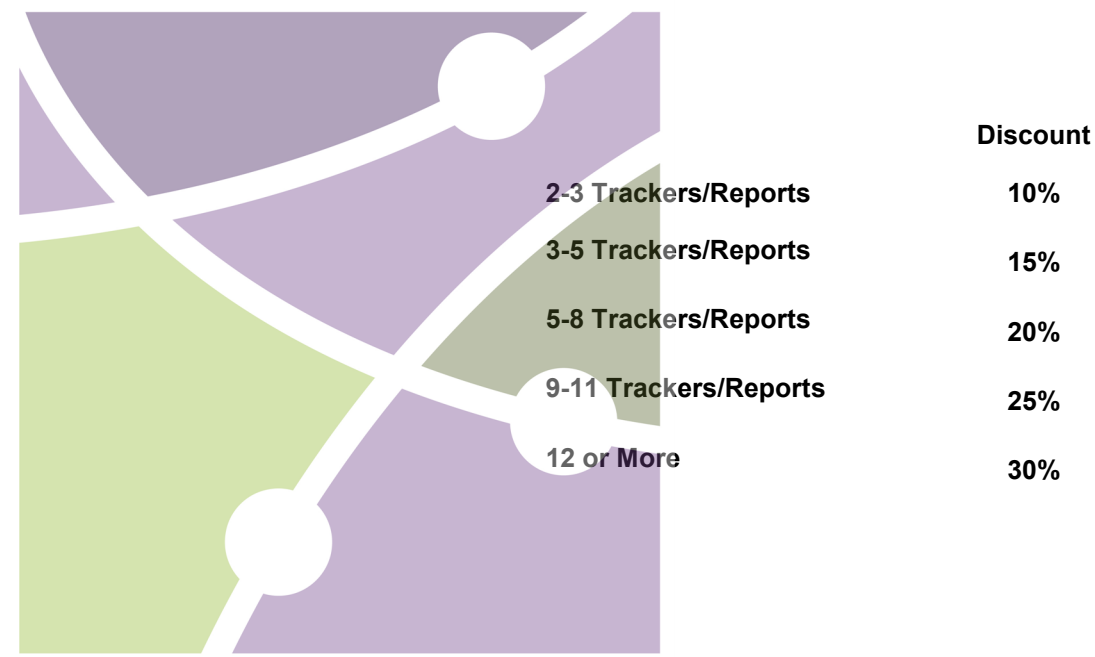 Discount
2-3 Trackers/Reports 10%
3-5 Trackers/Reports 15%
5-8 Trackers/Reports 20%
9-11 Trackers/Reports 25%
12 or More 30%